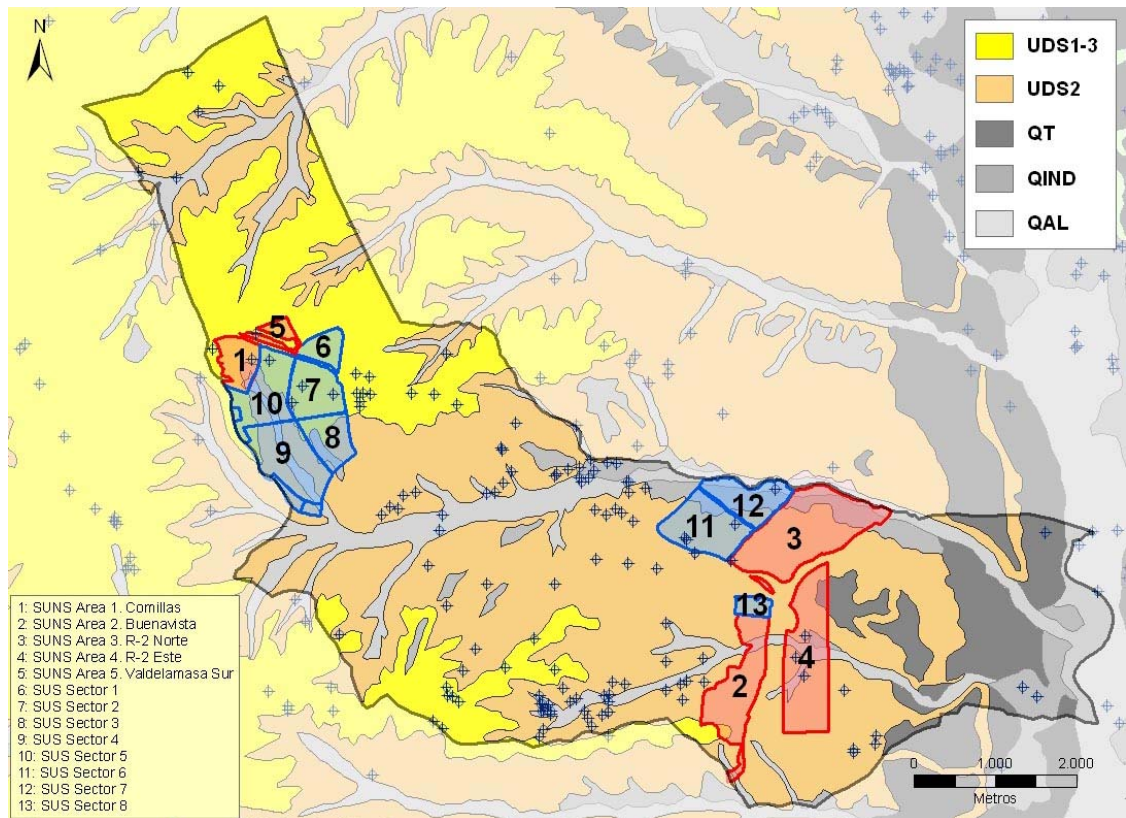 N
UDS1-3
UDS2
QT
QIND
QAL
5
6
1
7
10
8
9
12
11
3
13
4
2
1: SUNS Area 1. Comillas
2: SUNS Area 2. Buenavista
3: SUNS Area 3. R-2 Norte
4: SUNS Area 4. R-2 Este
5: SUNS Area 5. Valdelamasa Sur
6: SUS Sector 1
7: SUS Sector 2
8: SUS Sector 3
9: SUS Sector 4
10: SUS Sector 5
11: SUS Sector 6
12: SUS Sector 7
13: SUS Sector 8
0 1.000 2.000
Metros